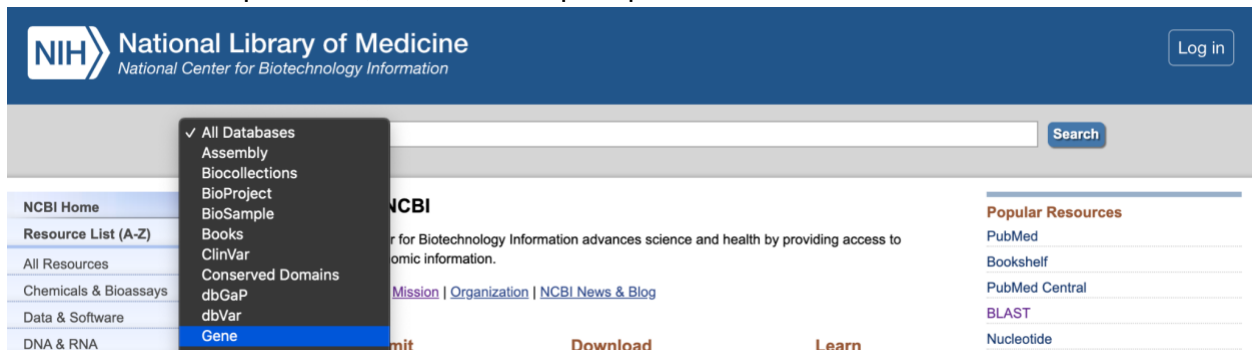 NIH
National Library of Medicine
National Center for Biotechnology Information
Log in
✓ All Databases
Assembly
Biocollections
BioProject
BioSample
Books
ClinVar
Conserved Domains
dbGaP
dbVar
Gene
Search
NCBI Home
Resource List (A-Z)
All Resources
Chemicals & Bioassays
Data & Software
DNA & RNA
NCBI
for Biotechnology Information advances science and health by providing access to
information.
Mission | Organization | NCBI News & Blog
Download
Learn
Popular Resources
PubMed
Bookshelf
PubMed Central
BLAST
Nucleotide